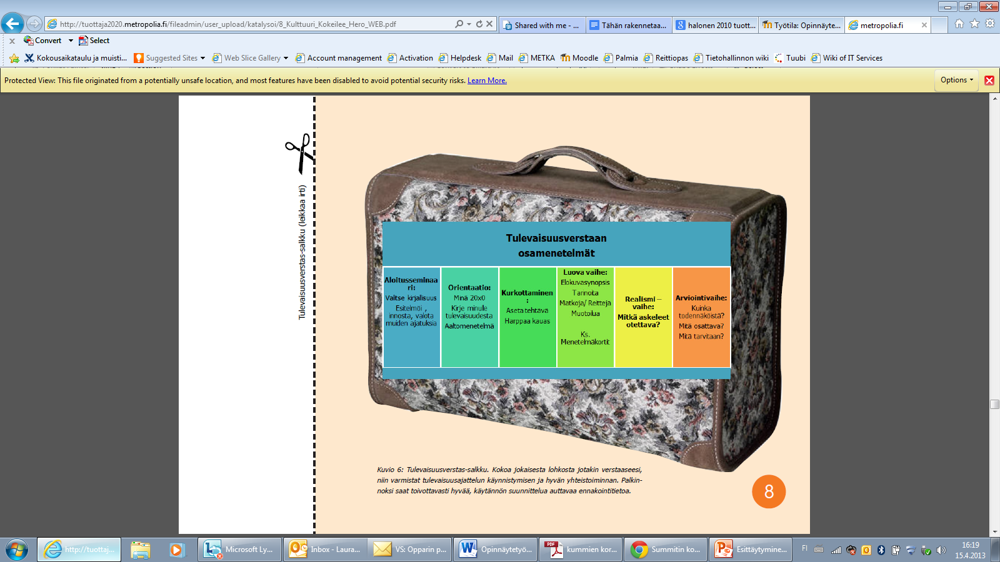 http://tuottaja2020.metropolia.fi/fileadmin/user_upload/katalysoi/8_Kulttuuri_Kokeilee_Hero_WEB.pdf
Shared with me - ...
Tähän rakennetaa...
halonen 2010 tuott...
Työtila: Opinnäyte...
metropolia.fi
Convert
Select
Kokousaikataulu ja muisti...
Suggested Sites
Web Slice Gallery
Account management
Activation
Helpdesk
Mail
METKA
Moodle
Palmia
Reittiopas
Tietohallinnon wiki
Tuubi
Wiki of IT Services
Protected View: This file originated from a potentially unsafe location, and most features have been disabled to avoid potential security risks. Learn More.
Options
Tulevaisuusverstas-salkku (leikkaa irti)
Tulevaisuusverstaan
osamenetelmät
Aloitusseminaa
ri:
Valitse kirjallisuus
Esitelmöi ,
innosta, valota
muiden ajatuksia
Orientaatio:
Minä 20x0
Kirje minulle
tulevaisuudesta
Aaltomenetelmä
Kurkottaminen
:
Aseta tehtävä
Harppaa kauas
Luova vaihe:
Elokuvasynopsis
Tarinoita
Matkoja/ Reittejä
Muotoilua
Ks.
Menetelmäkortit
Realismi –
vaihe:
Mitkä askeleet
otettava?
Arviointivaihe:
Kuinka
todennäköistä?
Mitä osattava?
Mitä tarvitaan?
Kuvio 6: Tulevaisuusverstas-salkku. Kokoa jokaisesta lohkosta jotakin verstaaseesi,
niin varmistat tulevaisuusajattelun käynnistymisen ja hyvän yhteistoiminnan. Palkin-
noksi saat toivottavasti hyvää, käytännön suunnittelua auttavaa ennakointitietoa.
8
http://tuottaj...
Microsoft Ly...
Inbox - Laura...
VS: Opparin p...
Opinnäytetyö...
kummien kor...
Summitin ko...
Esittäytymine...
FI
16:19
15.4.2013